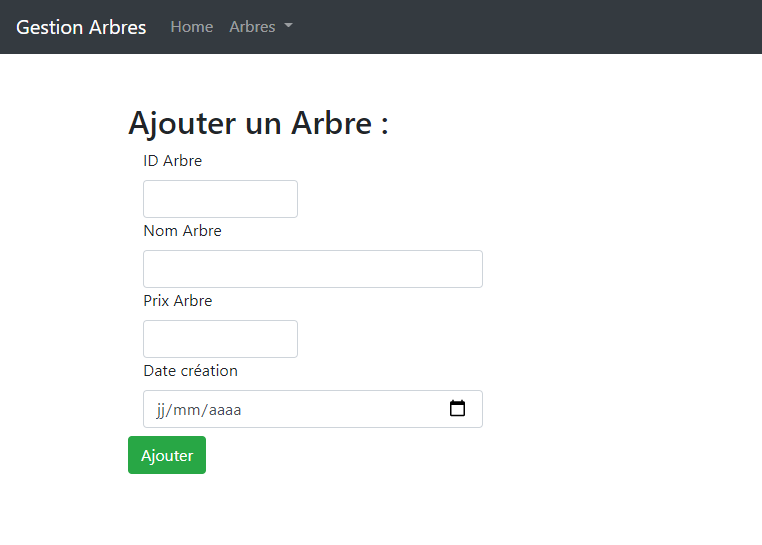 Gestion Arbres Home Arbres
Ajouter un Arbre :
ID Arbre
Nom Arbre
Prix Arbre
Date création
jj/mm/aaaa
Ajouter